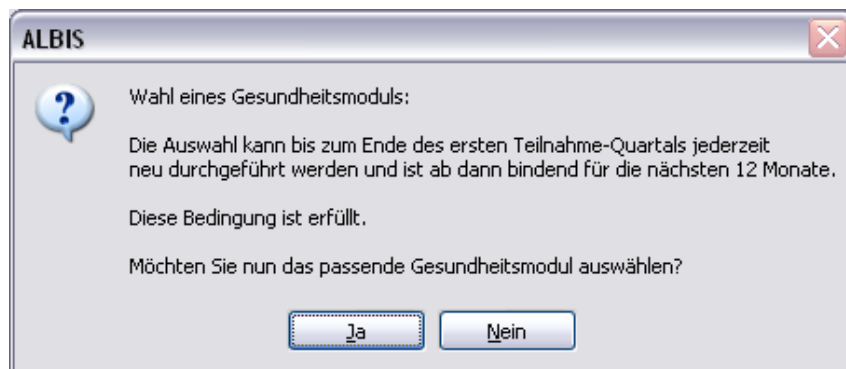 ALBIS
Wahl eines Gesundheitsmoduls:
Die Auswahl kann bis zum Ende des ersten Teilnahme-Quartals jederzeit
neu durchgeführt werden und ist ab dann bindend für die nächsten 12 Monate.
Diese Bedingung ist erfüllt.
Möchten Sie nun das passende Gesundheitsmodul auswählen?
Ja Nein